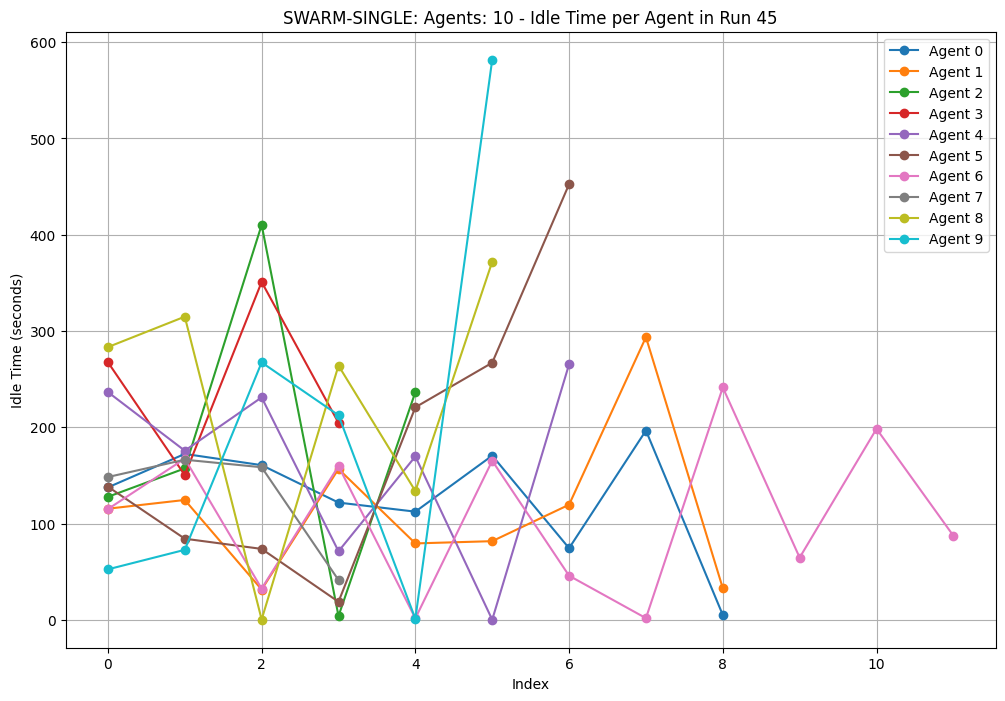 SWARM-SINGLE: Agents: 10 - Idle Time per Agent in Run 45
600
500
400
300
200
100
0
Idle Time (seconds)
0
2
4
6
8
10
Index
Agent 0
Agent 1
Agent 2
Agent 3
Agent 4
Agent 5
Agent 6
Agent 7
Agent 8
Agent 9